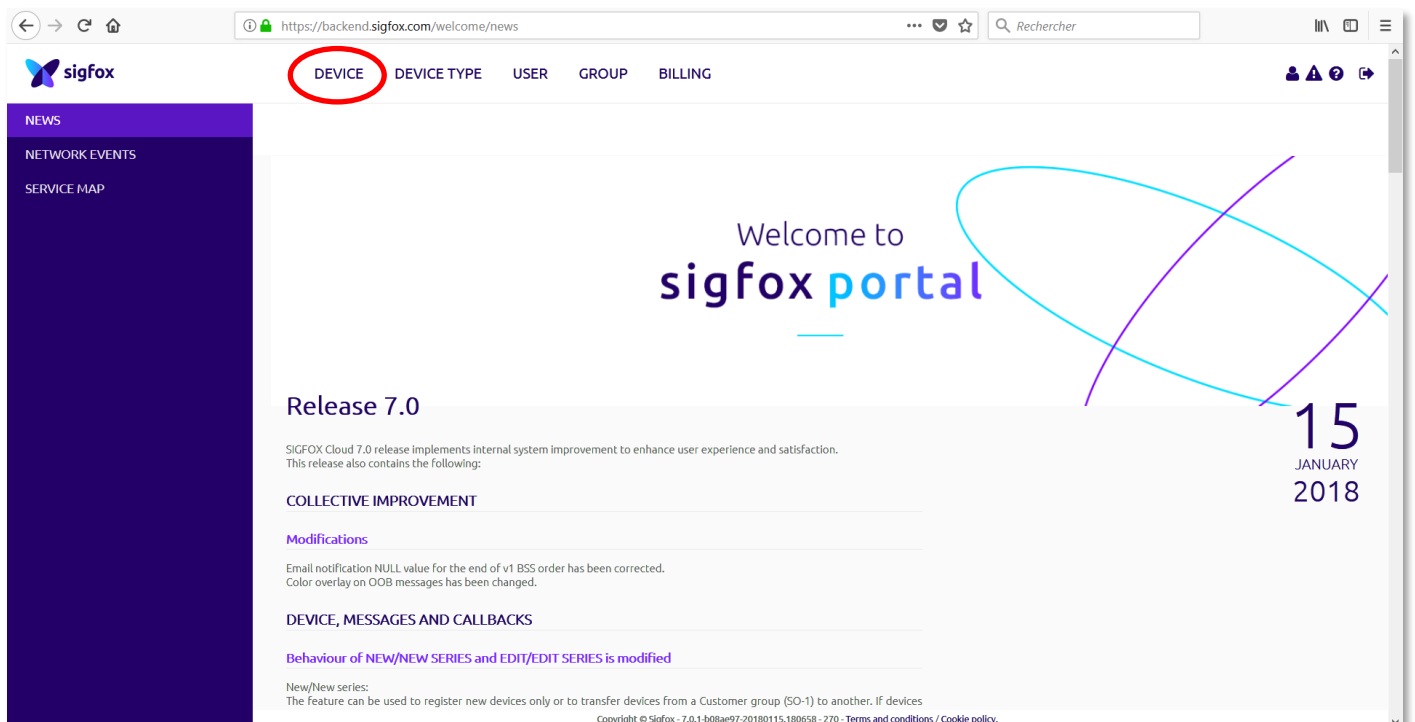 https://backend.sigfox.com/welcome/news
Rechercher
sigfox
DEVICE DEVICE TYPE USER GROUP BILLING
NEWS
NETWORK EVENTS
SERVICE MAP
Welcome to
sigfox portal
Release 7.0
15
JANUARY
2018
SIGFOX Cloud 7.0 release implements internal system improvement to enhance user experience and satisfaction.
This release also contains the following:
COLLECTIVE IMPROVEMENT
Modifications
Email notification NULL value for the end of v1 BSS order has been corrected.
Color overlay on OOB messages has been changed.
DEVICE, MESSAGES AND CALLBACKS
Behaviour of NEW/NEW SERIES and EDIT/EDIT SERIES is modified
New/New series:
The feature can be used to register new devices only or to transfer devices from a Customer group (SO-1) to another. If devices
Copyright © Sigfox - 7.0.1-b08ae97-20180115.180658 - 270 - Terms and conditions / Cookie policy.